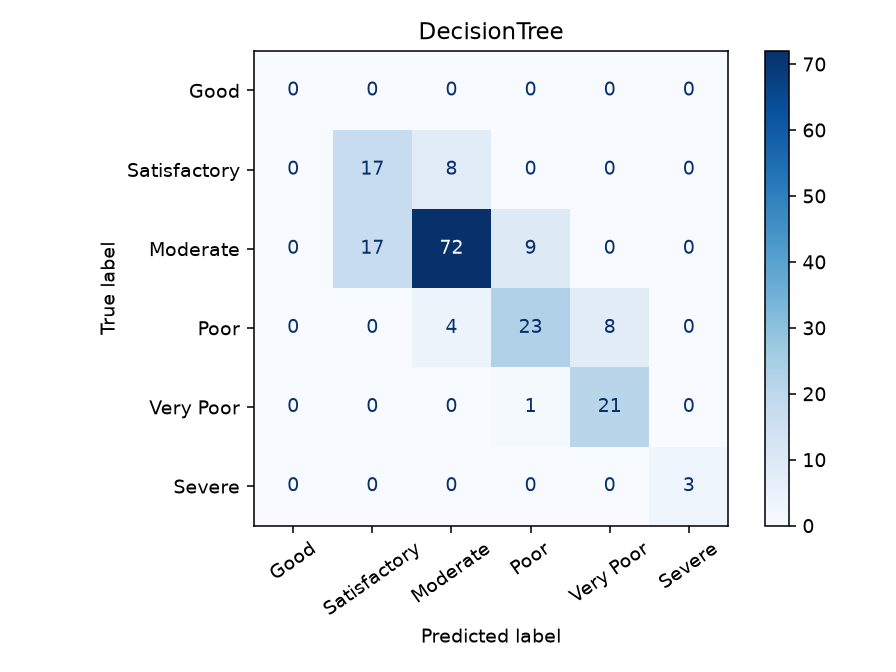 DecisionTree
Good 0 0 0 0 0 0
Satisfactory 0 17 8 0 0 0
Moderate 0 17 72 9 0 0
Poor 0 0 4 23 8 0
Very Poor 0 0 0 1 21 0
Severe 0 0 0 0 0 3
True label
Good Satisfactory Moderate Poor Very Poor Severe
Predicted label
70
60
50
40
30
20
10
0